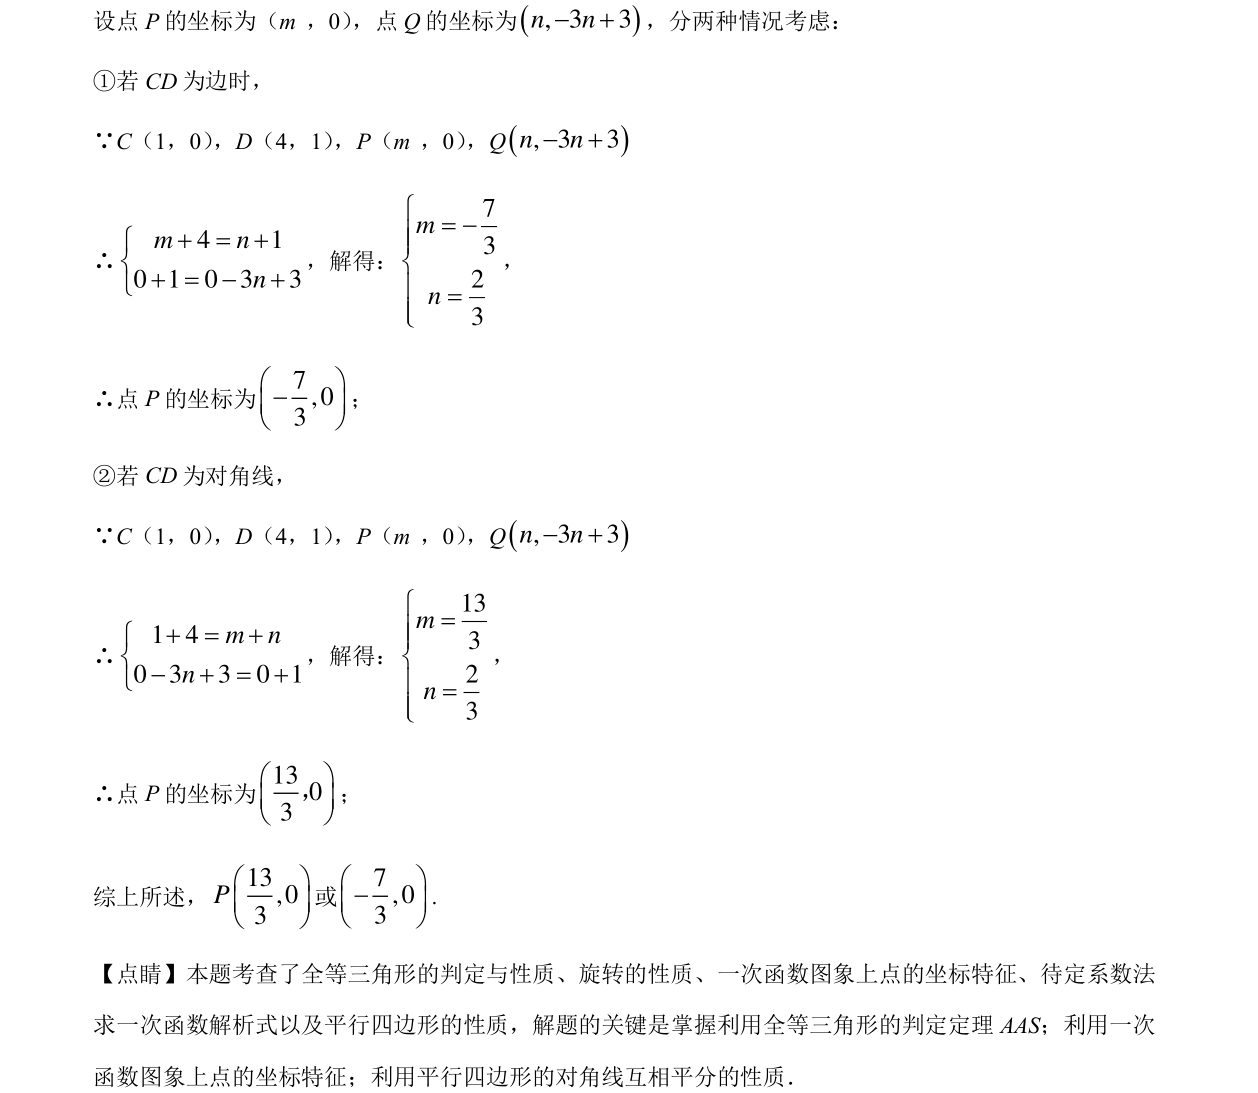 设点 P 的坐标为（m ，0），点 Q 的坐标为(n,−3n+3)，分两种情况考虑：
①若 CD 为边时，
∵C（1，0），D（4，1），P（m ，0），Q(n,−3n+3)
∴{m+4=n+1 0+1=0−3n+3，解得：{m=−7/3 n=2/3，
∴点 P 的坐标为(−7/3,0)；
②若 CD 为对角线，
∵C（1，0），D（4，1），P（m ，0），Q(n,−3n+3)
∴{1+4=m+n 0−3n+3=0+1，解得：{m=13/3 n=2/3，
∴点 P 的坐标为(13/3,0)；
综上所述，P(13/3,0)或(−7/3,0).
【点睛】本题考查了全等三角形的判定与性质、旋转的性质、一次函数图象上点的坐标特征、待定系数法
求一次函数解析式以及平行四边形的性质，解题的关键是掌握利用全等三角形的判定定理 AAS；利用一次
函数图象上点的坐标特征；利用平行四边形的对角线互相平分的性质．